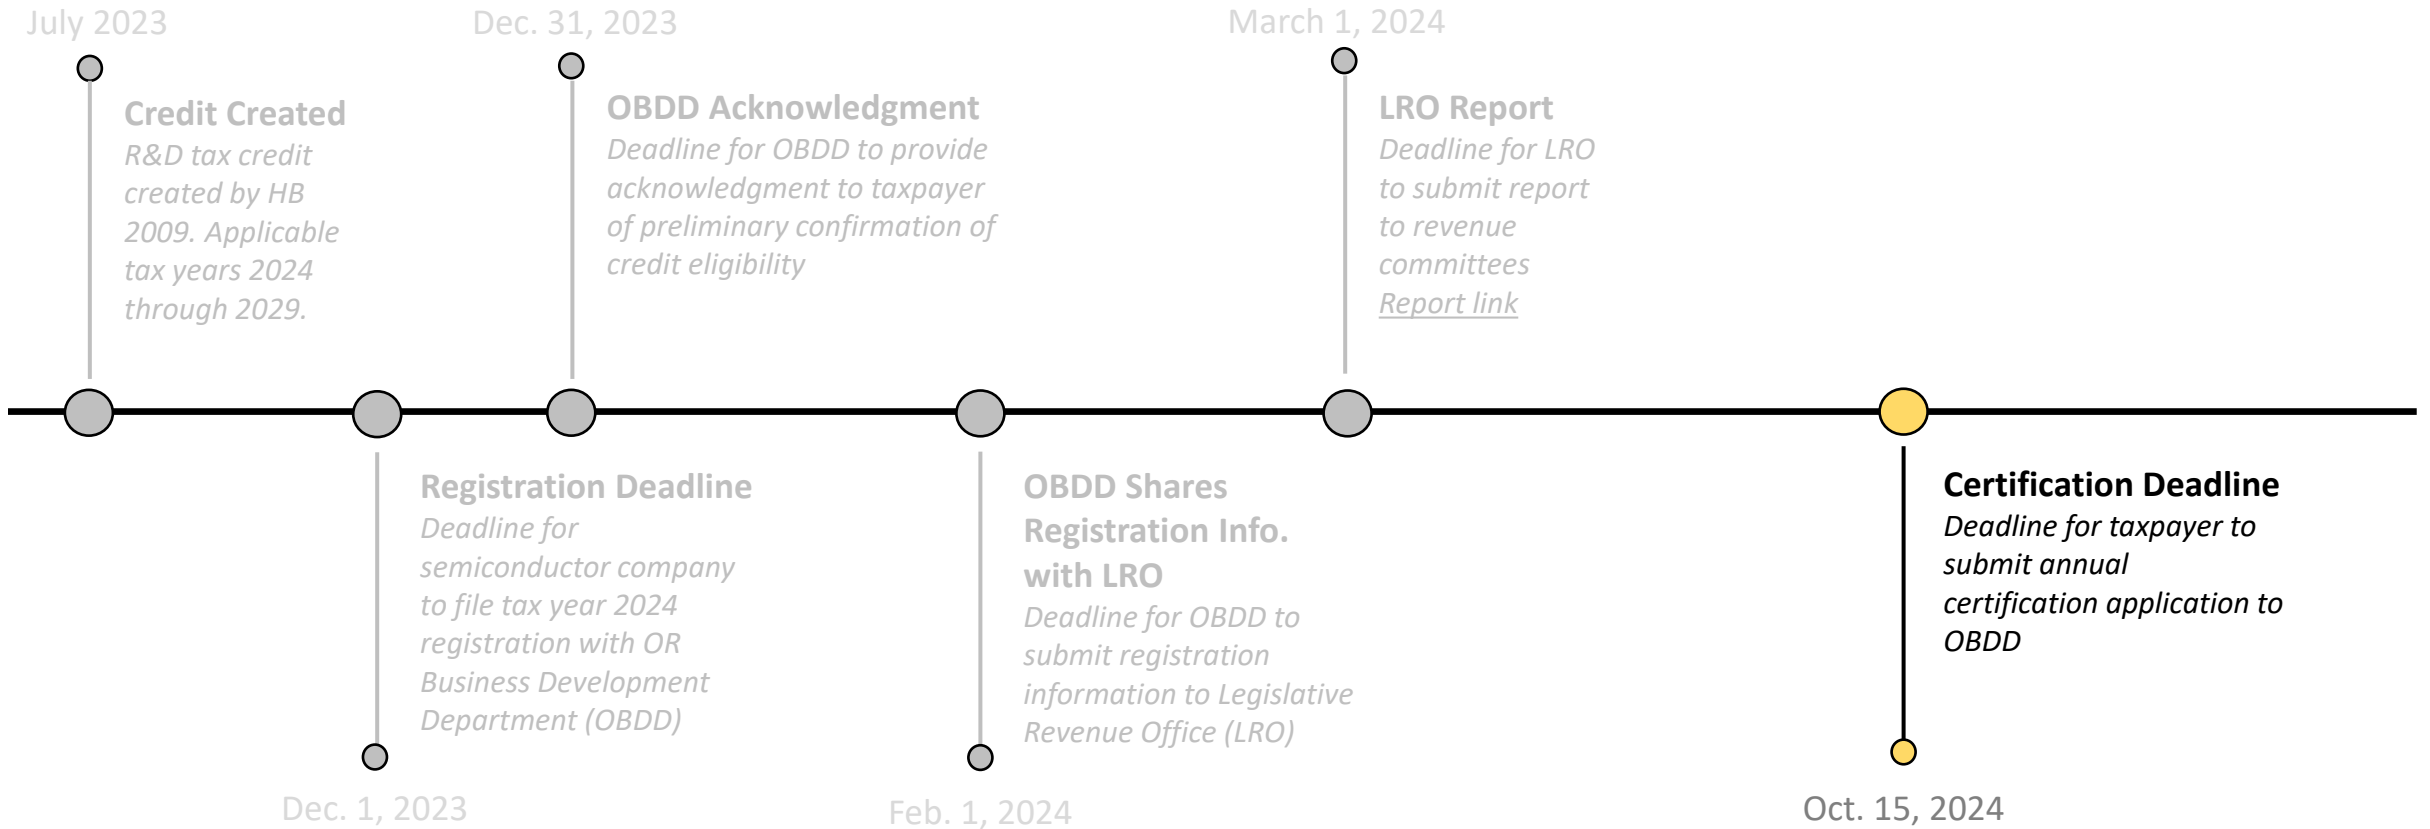 July 2023
Credit Created
R&D tax credit
created by HB
2009. Applicable
tax years 2024
through 2029.
Dec. 31, 2023
OBDD Acknowledgment
Deadline for OBDD to provide
acknowledgment to taxpayer
of preliminary confirmation of
credit eligibility
March 1, 2024
LRO Report
Deadline for LRO
to submit report
to revenue
committees
Report link
Registration Deadline
Deadline for
semiconductor company
to file tax year 2024
registration with OR
Business Development
Department (OBDD)
Dec. 1, 2023
OBDD Shares
Registration Info.
with LRO
Deadline for OBDD to
submit registration
information to Legislative
Revenue Office (LRO)
Feb. 1, 2024
Certification Deadline
Deadline for taxpayer to
submit annual
certification application to
OBDD
Oct. 15, 2024